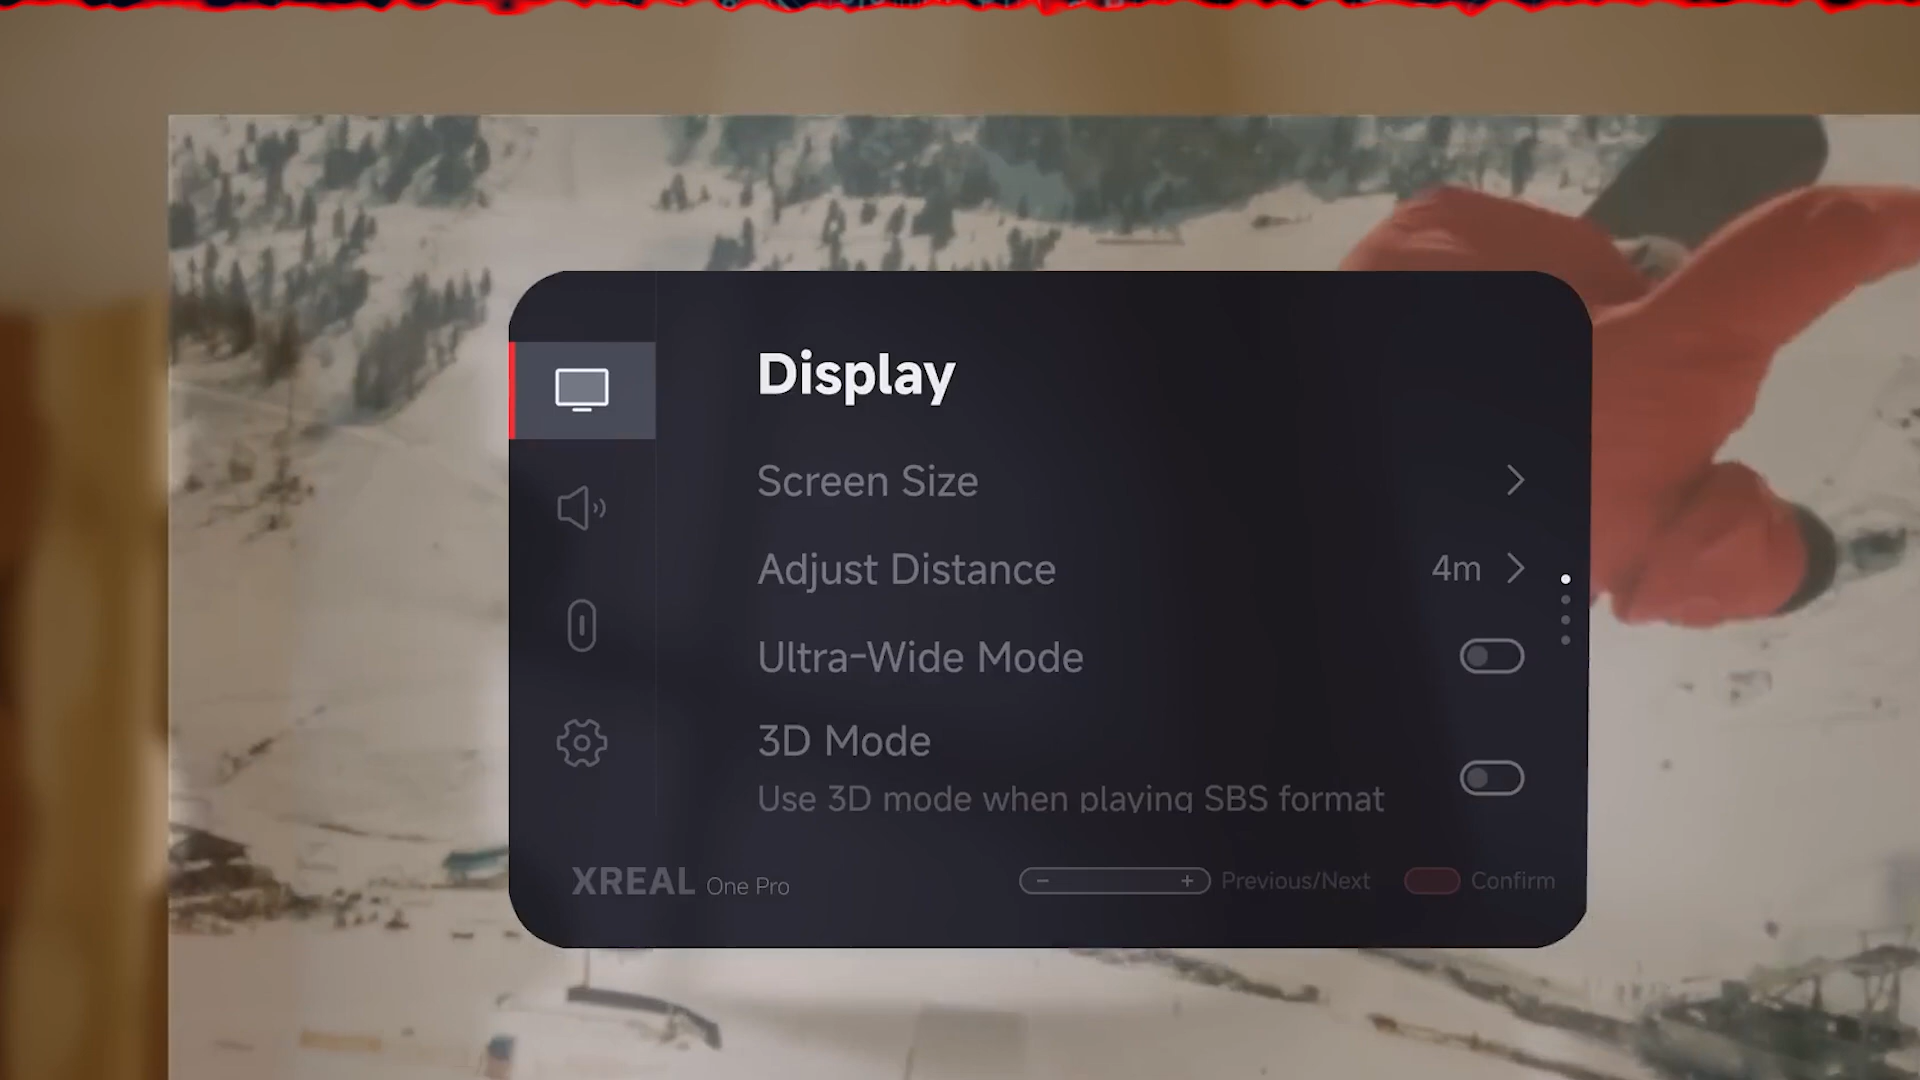 Display
Screen Size
Adjust Distance 4m
Ultra-Wide Mode
3D Mode
Use 3D mode when playing SBS format
XREAL One Pro
- + Previous/Next Confirm